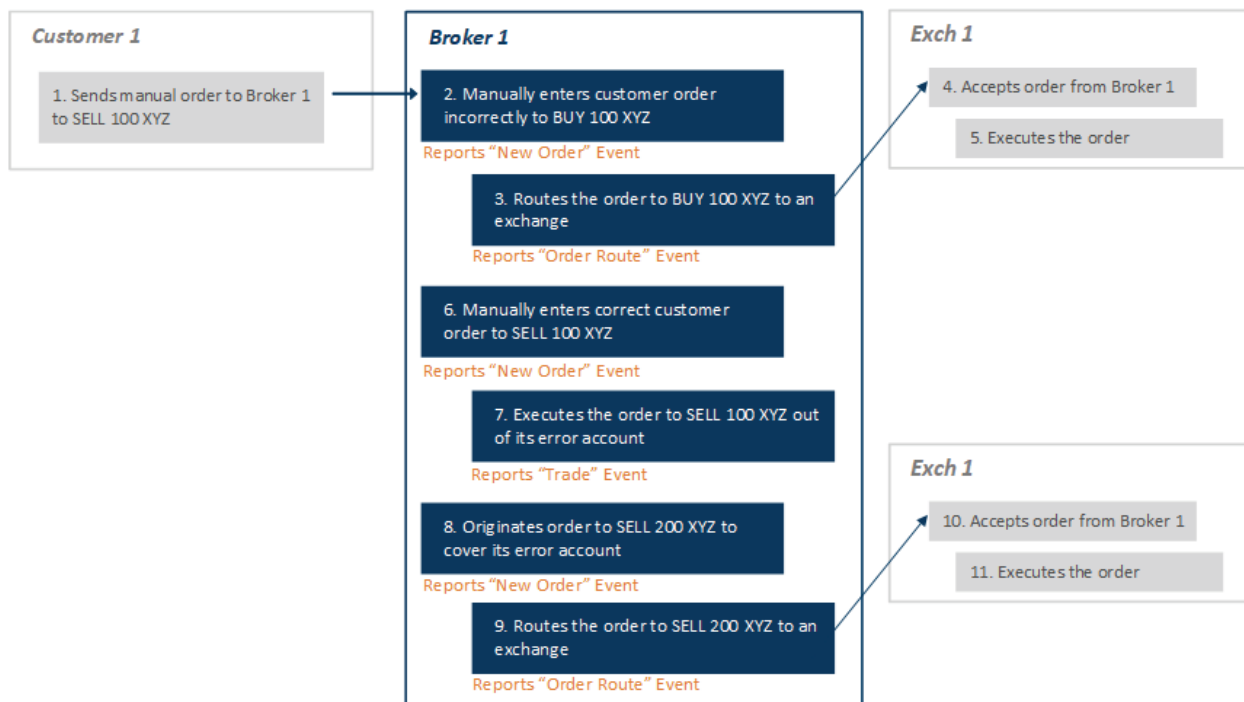 Customer 1
1. Sends manual order to Broker 1
to SELL 100 XYZ
Broker 1
2. Manually enters customer order
incorrectly to BUY 100 XYZ
Reports “New Order” Event
3. Routes the order to BUY 100 XYZ to an
exchange
Reports “Order Route” Event
Exch 1
4. Accepts order from Broker 1
5. Executes the order
6. Manually enters correct customer
order to SELL 100 XYZ
Reports “New Order” Event
7. Executes the order to SELL 100 XYZ out
of its error account
Reports “Trade” Event
8. Originates order to SELL 200 XYZ to
cover its error account
Reports “New Order” Event
9. Routes the order to SELL 200 XYZ to an
exchange
Reports “Order Route” Event
Exch 1
10. Accepts order from Broker 1
11. Executes the order